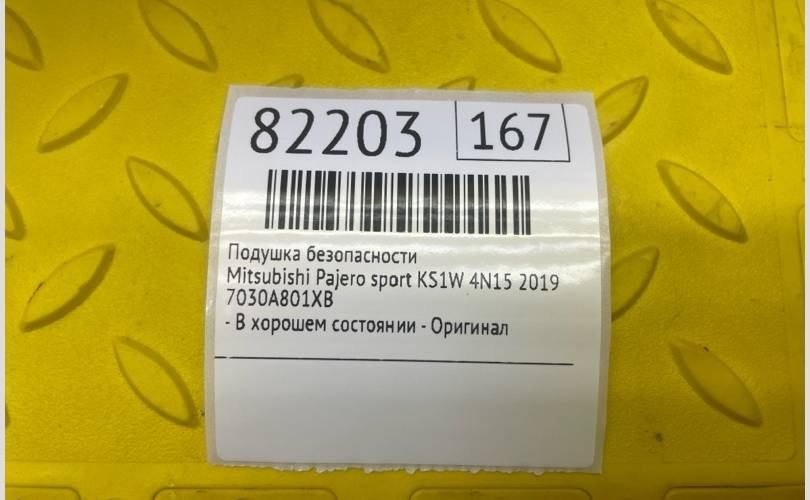 82203 167
Подушка безопасности
Mitsubishi Pajero sport KS1W 4N15 2019
7030A801XB
- В хорошем состоянии - Оригинал